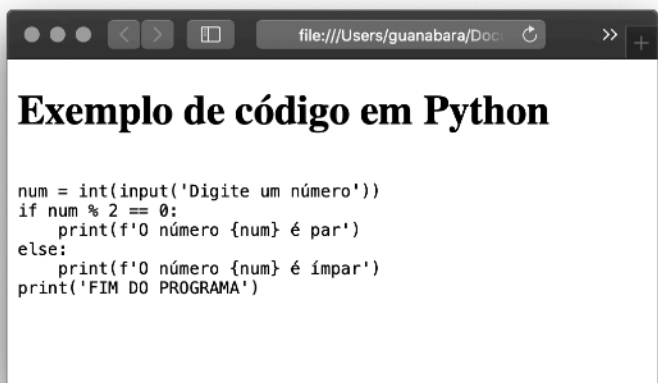 file:///Users/guanabara/Doc
Exemplo de código em Python
num = int(input('Digite um número'))
if num % 2 == 0:
    print(f'O número {num} é par')
else:
    print(f'O número {num} é ímpar')
print('FIM DO PROGRAMA')